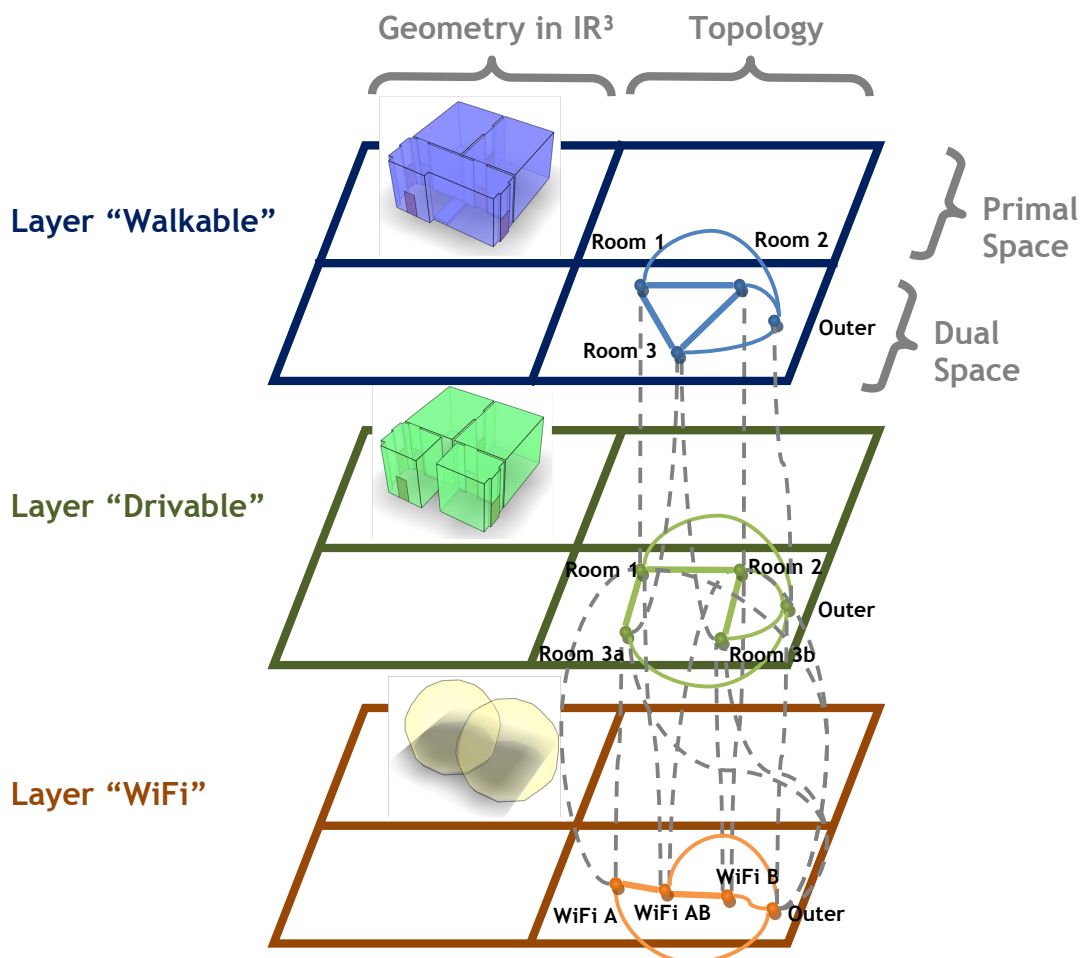 Geometry in IR³
Topology
Layer “Walkable”
Primal
Space
Room 1
Room 2
Outer
Room 3
Dual
Space
Layer “Drivable”
Room 1
Room 2
Outer
Room 3a
Room 3b
Layer “WiFi”
WiFi B
WiFi A
WiFi AB
Outer